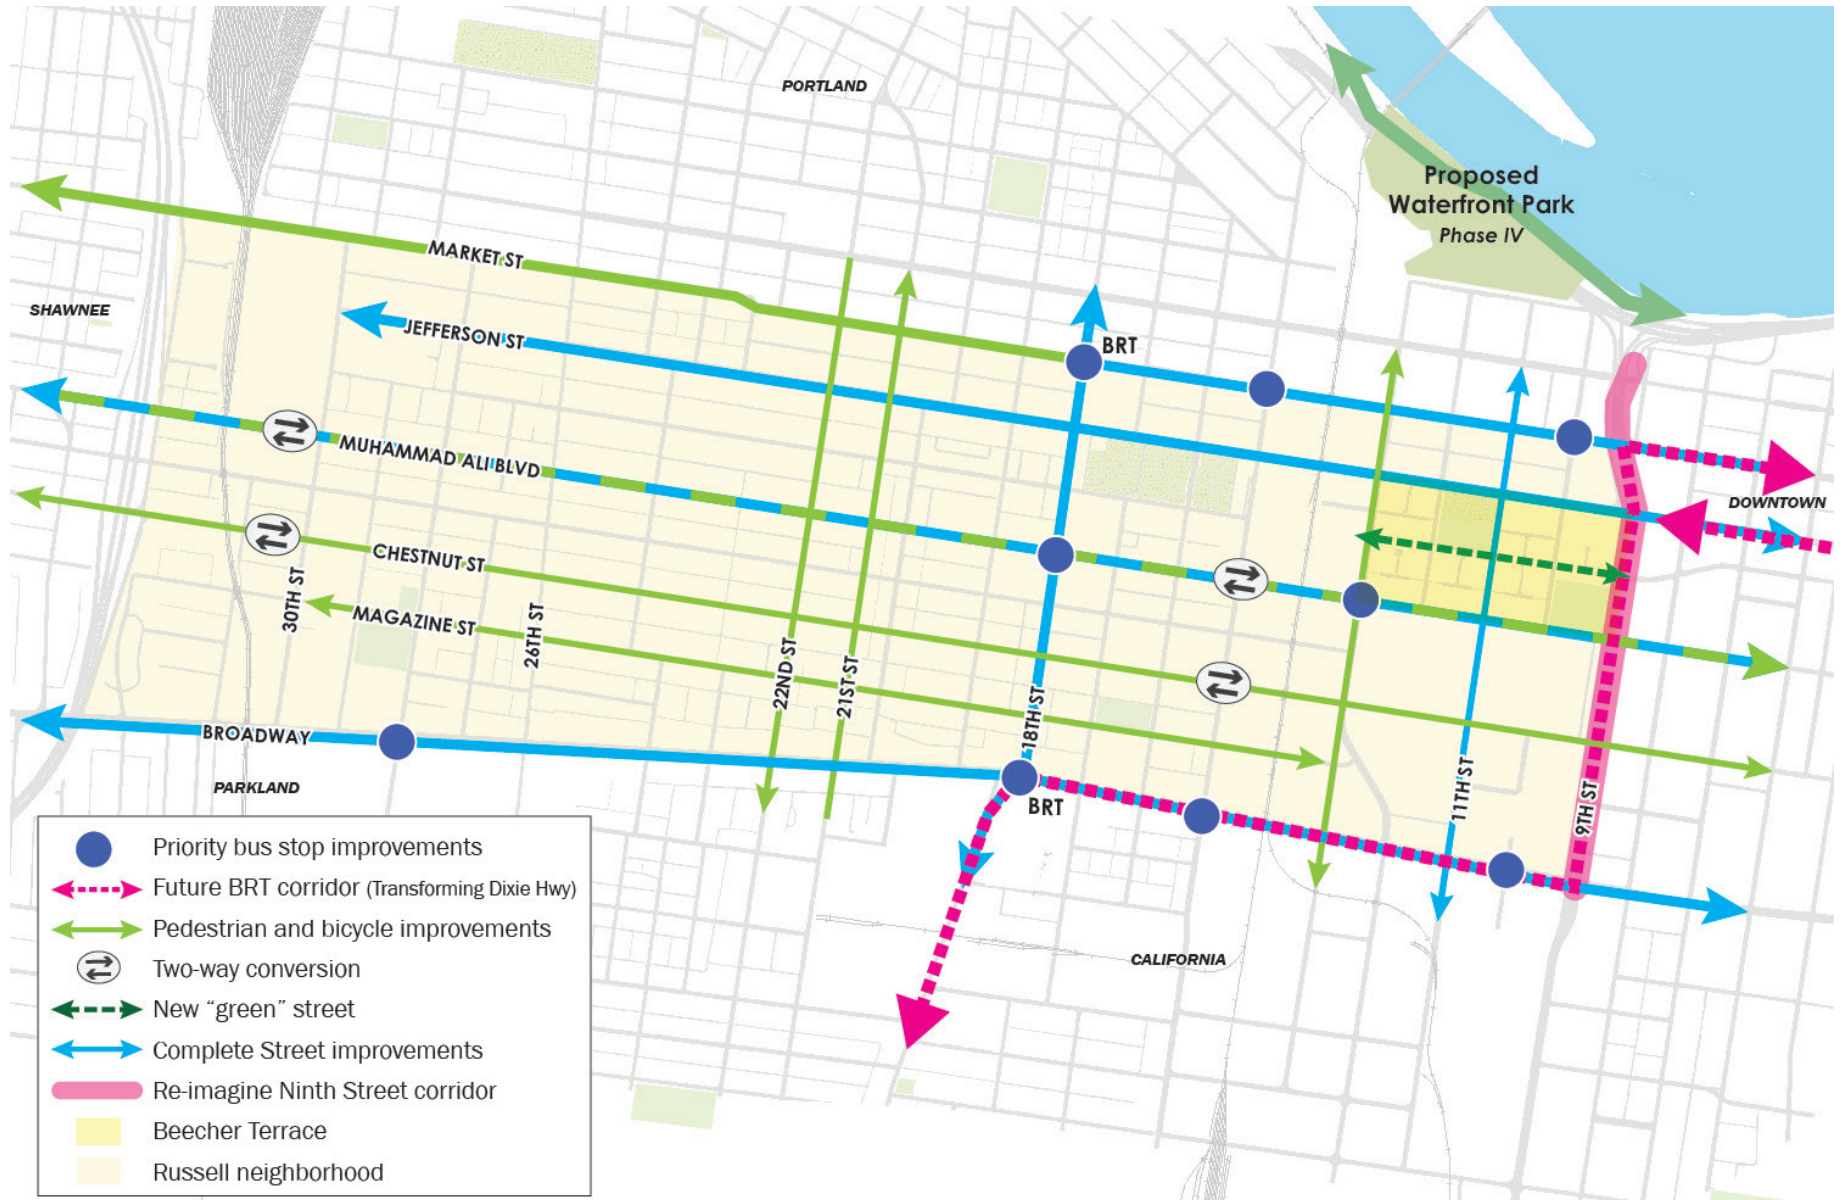 PORTLAND
Proposed
Waterfront Park
Phase IV
MARKET ST
SHAWNEE
JEFFERSON ST
BRT
MUHAMMAD ALI BLVD
DOWNTOWN
CHESTNUT ST
30TH ST
MAGAZINE ST
26TH ST
22ND ST
21ST ST
18TH ST
BROADWAY
11TH ST
9TH ST
PARKLAND
BRT
CALIFORNIA
Priority bus stop improvements
Future BRT corridor (Transforming Dixie Hwy)
Pedestrian and bicycle improvements
Two-way conversion
New “green” street
Complete Street improvements
Re-imagine Ninth Street corridor
Beecher Terrace
Russell neighborhood